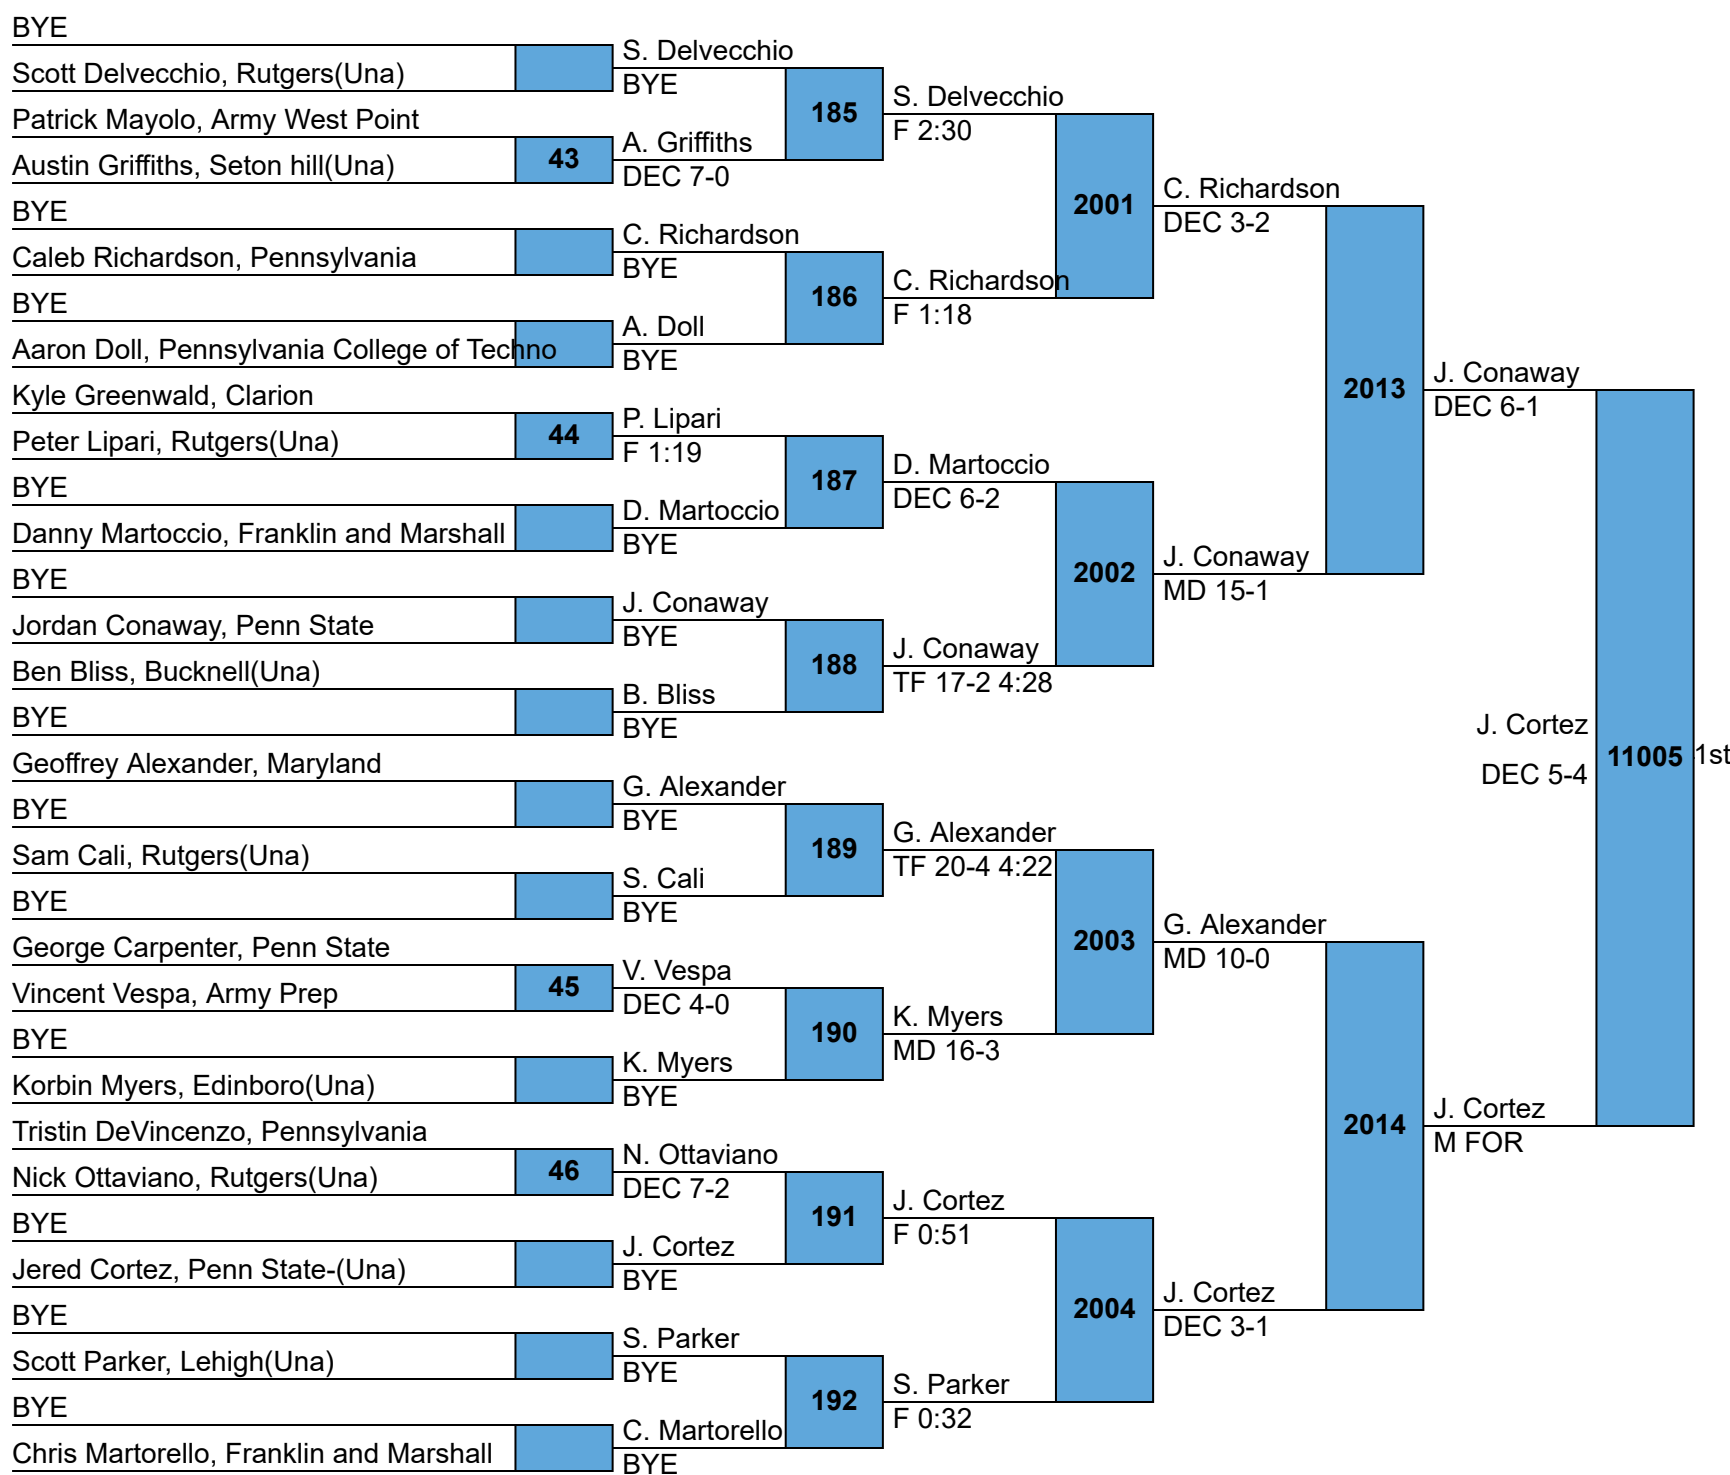 BYE
Scott Delvecchio, Rutgers(Una)
Patrick Mayolo, Army West Point
Austin Griffiths, Seton hill(Una)
BYE
Caleb Richardson, Pennsylvania
BYE
Aaron Doll, Pennsylvania College of Techno
Kyle Greenwald, Clarion
Peter Lipari, Rutgers(Una)
BYE
Danny Martoccio, Franklin and Marshall
BYE
Jordan Conaway, Penn State
Ben Bliss, Bucknell(Una)
BYE
Geoffrey Alexander, Maryland
BYE
Sam Cali, Rutgers(Una)
BYE
George Carpenter, Penn State
Vincent Vespa, Army Prep
BYE
Korbin Myers, Edinboro(Una)
Tristin DeVincenzo, Pennsylvania
Nick Ottaviano, Rutgers(Una)
BYE
Jered Cortez, Penn State-(Una)
BYE
Scott Parker, Lehigh(Una)
BYE
Chris Martorello, Franklin and Marshall
43
44
45
46
S. Delvecchio
BYE
A. Griffiths
DEC 7-0
C. Richardson
BYE
A. Doll
BYE
P. Lipari
F 1:19
D. Martoccio
BYE
J. Conaway
BYE
B. Bliss
BYE
G. Alexander
BYE
S. Cali
BYE
V. Vespa
DEC 4-0
K. Myers
BYE
N. Ottaviano
DEC 7-2
J. Cortez
BYE
S. Parker
BYE
C. Martorello
BYE
185
186
187
188
189
190
191
192
S. Delvecchio
F 2:30
C. Richardson
F 1:18
D. Martoccio
DEC 6-2
J. Conaway
TF 17-2 4:28
G. Alexander
TF 20-4 4:22
K. Myers
MD 16-3
J. Cortez
F 0:51
S. Parker
F 0:32
2001
2002
2003
2004
C. Richardson
DEC 3-2
J. Conaway
MD 15-1
G. Alexander
MD 10-0
J. Cortez
DEC 3-1
2013
2014
J. Conaway
DEC 6-1
J. Cortez
M FOR
J. Cortez
DEC 5-4
11005
1st